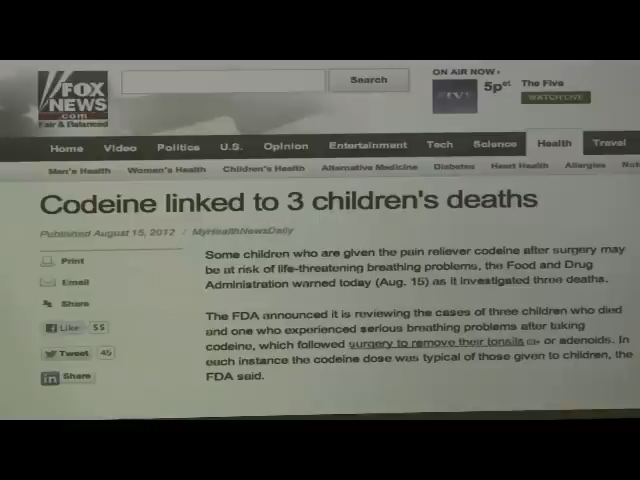 FOX
NEWS
.com
Fair & Balanced
Search
ON AIR NOW ›
5p et
The Five
WATCH LIVE
Home Video Politics U.S. Opinion Entertainment Tech Science Health Travel
Men's Health Women's Health Children's Health Alternative Medicine Diabetes Heart Health Allergies
Codeine linked to 3 children's deaths
Published August 15, 2012 / MyHealthNewsDaily
Print
Email
Share
Like 55
Tweet 45
in Share
Some children who are given the pain reliever codeine after surgery may
be at risk of life-threatening breathing problems, the Food and Drug
Administration warned today (Aug. 15) as it investigated three deaths.
The FDA announced it is reviewing the cases of three children who died
and one who experienced serious breathing problems after taking
codeine, which followed surgery to remove their tonsils or adenoids. In
each instance the codeine dose was typical of those given to children, the
FDA said.